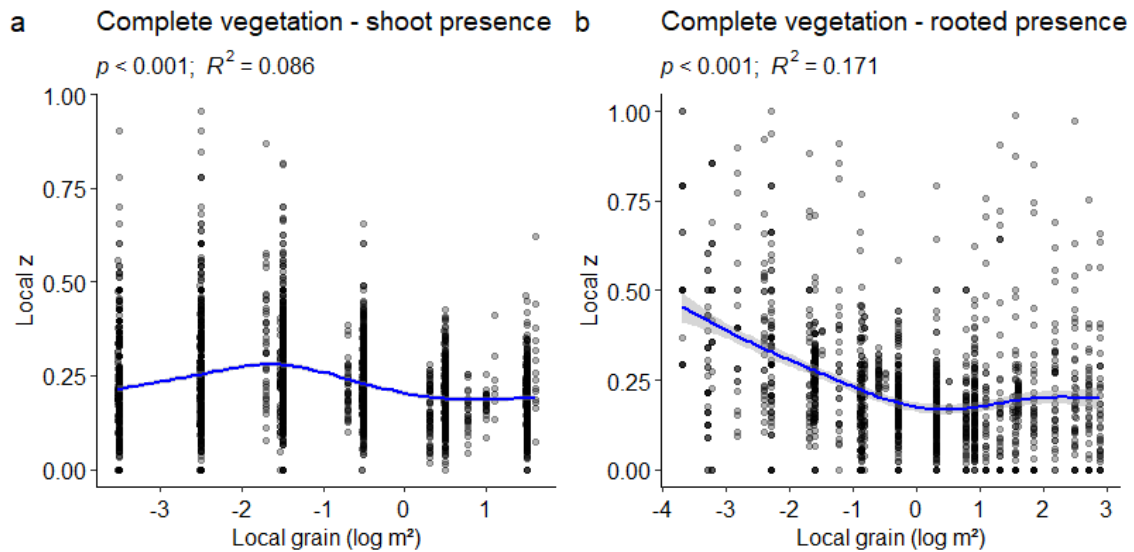 a Complete vegetation - shoot presence
p < 0.001; R² = 0.086
1.00
0.75
0.50
0.25
0.00
Local z
-3 -2 -1 0 1
Local grain (log m²)
b Complete vegetation - rooted presence
p < 0.001; R² = 0.171
1.00
0.75
0.50
0.25
0.00
Local z
-4 -3 -2 -1 0 1 2 3
Local grain (log m²)